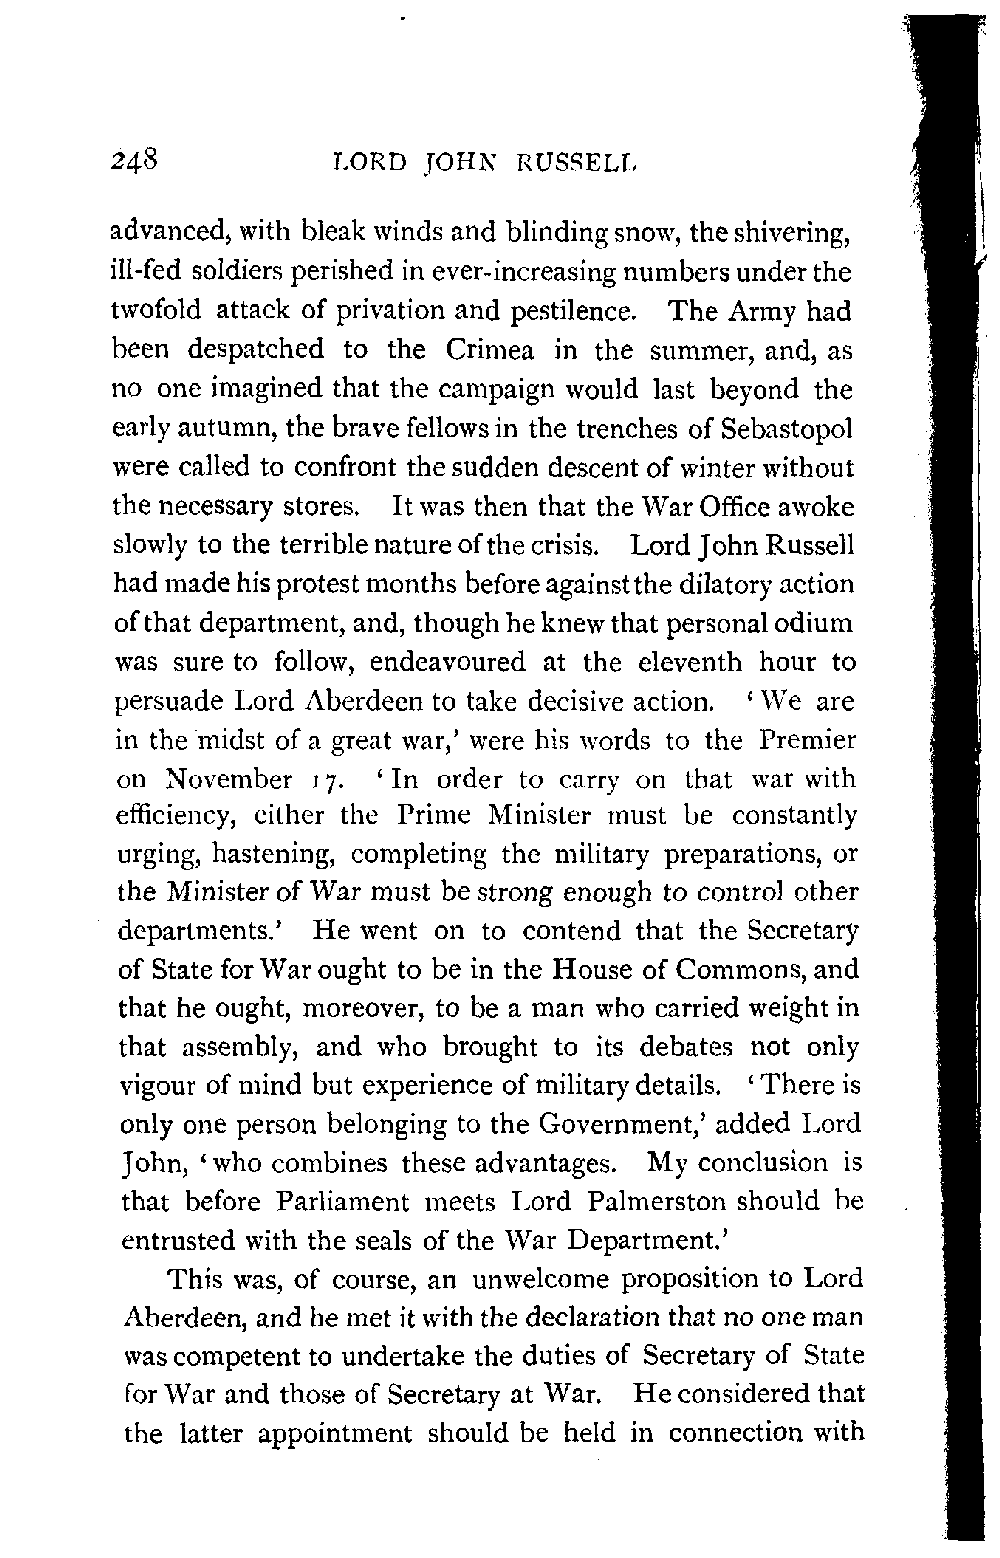 248 LORD JOHN RUSSELL
advanced, with bleak winds and blinding snow, the shivering,
ill-fed soldiers perished in ever-increasing numbers under the
twofold attack of privation and pestilence. The Army had
been despatched to the Crimea in the summer, and, as
no one imagined that the campaign would last beyond the
early autumn, the brave fellows in the trenches of Sebastopol
were called to confront the sudden descent of winter without
the necessary stores. It was then that the War Office awoke
slowly to the terrible nature of the crisis. Lord John Russell
had made his protest months before against the dilatory action
of that department, and, though he knew that personal odium
was sure to follow, endeavoured at the eleventh hour to
persuade Lord Aberdeen to take decisive action. ‘We are
in the midst of a great war,’ were his words to the Premier
on November 17. ‘In order to carry on that war with
efficiency, either the Prime Minister must be constantly
urging, hastening, completing the military preparations, or
the Minister of War must be strong enough to control other
departments.’ He went on to contend that the Secretary
of State for War ought to be in the House of Commons, and
that he ought, moreover, to be a man who carried weight in
that assembly, and who brought to its debates not only
vigour of mind but experience of military details. ‘There is
only one person belonging to the Government,’ added Lord
John, ‘who combines these advantages. My conclusion is
that before Parliament meets Lord Palmerston should be
entrusted with the seals of the War Department.’
This was, of course, an unwelcome proposition to Lord
Aberdeen, and he met it with the declaration that no one man
was competent to undertake the duties of Secretary of State
for War and those of Secretary at War. He considered that
the latter appointment should be held in connection with